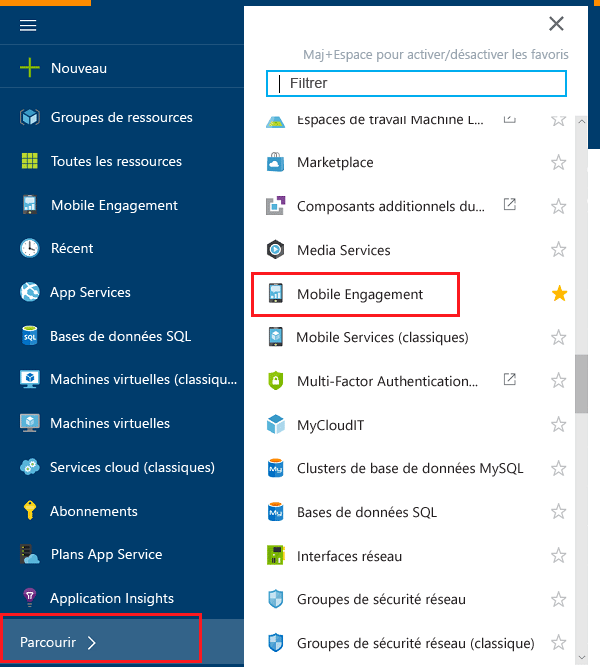 Nouveau
Groupes de ressources
Toutes les ressources
Mobile Engagement
Récent
App Services
Bases de données SQL
Machines virtuelles (classiqu...
Machines virtuelles
Services cloud (classiques)
Abonnements
Plans App Service
Application Insights
Parcourir
Maj+Espace pour activer/désactiver les favoris
Filtrer
Espaces de travail Machine L...
Marketplace
Composants additionnels du...
Media Services
Mobile Engagement
Mobile Services (classiques)
Multi-Factor Authentication...
MyCloudIT
Clusters de base de données MySQL
Bases de données SQL
Interfaces réseau
Groupes de sécurité réseau
Groupes de sécurité réseau (classique)